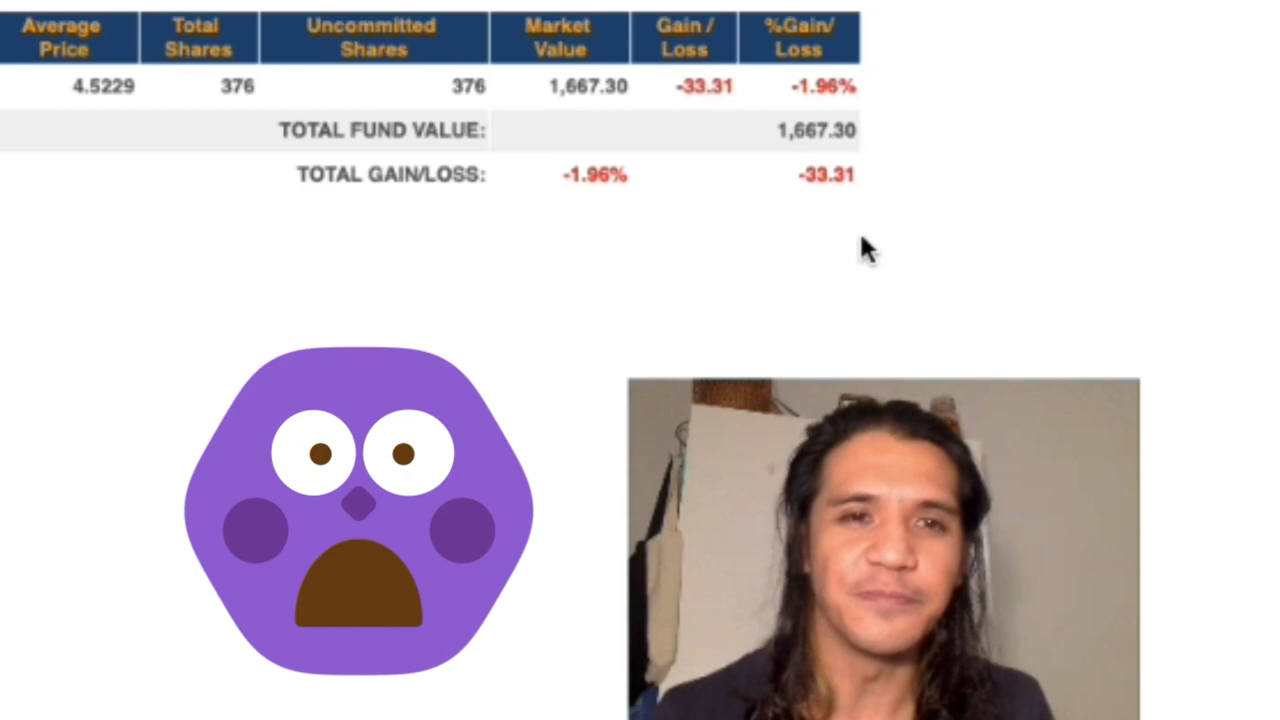 Average Price Total Shares Uncommitted Shares Market Value Gain / Loss %Gain/ Loss
4.5229 376 376 1,667.30 -33.31 -1.96%
TOTAL FUND VALUE: 1,667.30
TOTAL GAIN/LOSS: -1.96% -33.31